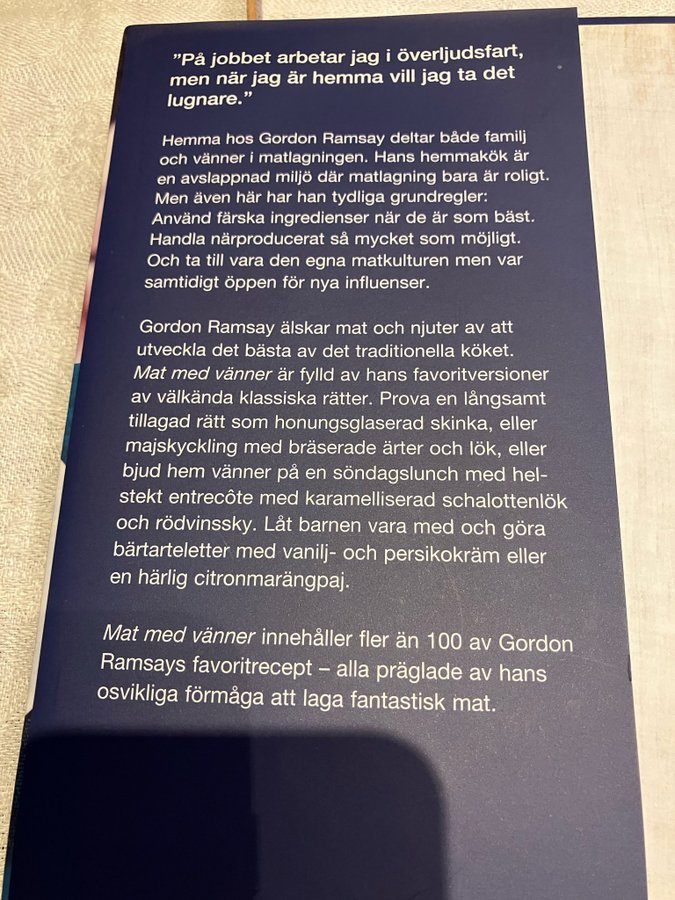 ”På jobbet arbetar jag i överljudsfart,
men när jag är hemma vill jag ta det
lugnare.”
Hemma hos Gordon Ramsay deltar både familj
och vänner i matlagningen. Hans hemmakök är
en avslappnad miljö där matlagning bara är roligt.
Men även här har han tydliga grundregler:
Använd färska ingredienser när de är som bäst.
Handla närproducerat så mycket som möjligt.
Och ta till vara den egna matkulturen men var
samtidigt öppen för nya influenser.
Gordon Ramsay älskar mat och njuter av att
utveckla det bästa av det traditionella köket.
Mat med vänner är fylld av hans favoritversioner
av välkända klassiska rätter. Prova en långsamt
tillagad rätt som honungsglaserad skinka, eller
majskyckling med bräserade ärter och lök, eller
bjud hem vänner på en söndagslunch med hel-
stekt entrecôte med karamelliserad schalottenlök
och rödvinssky. Låt barnen vara med och göra
bärtarteletter med vanilj- och persikokräm eller
en härlig citronmarängpaj.
Mat med vänner innehåller fler än 100 av Gordon
Ramsays favoritrecept – alla präglade av hans
osvikliga förmåga att laga fantastisk mat.